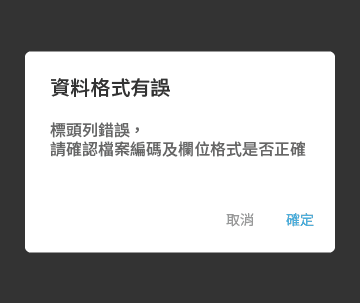 資料格式有誤
標頭列錯誤，
請確認檔案編碼及欄位格式是否正確
取消
確定